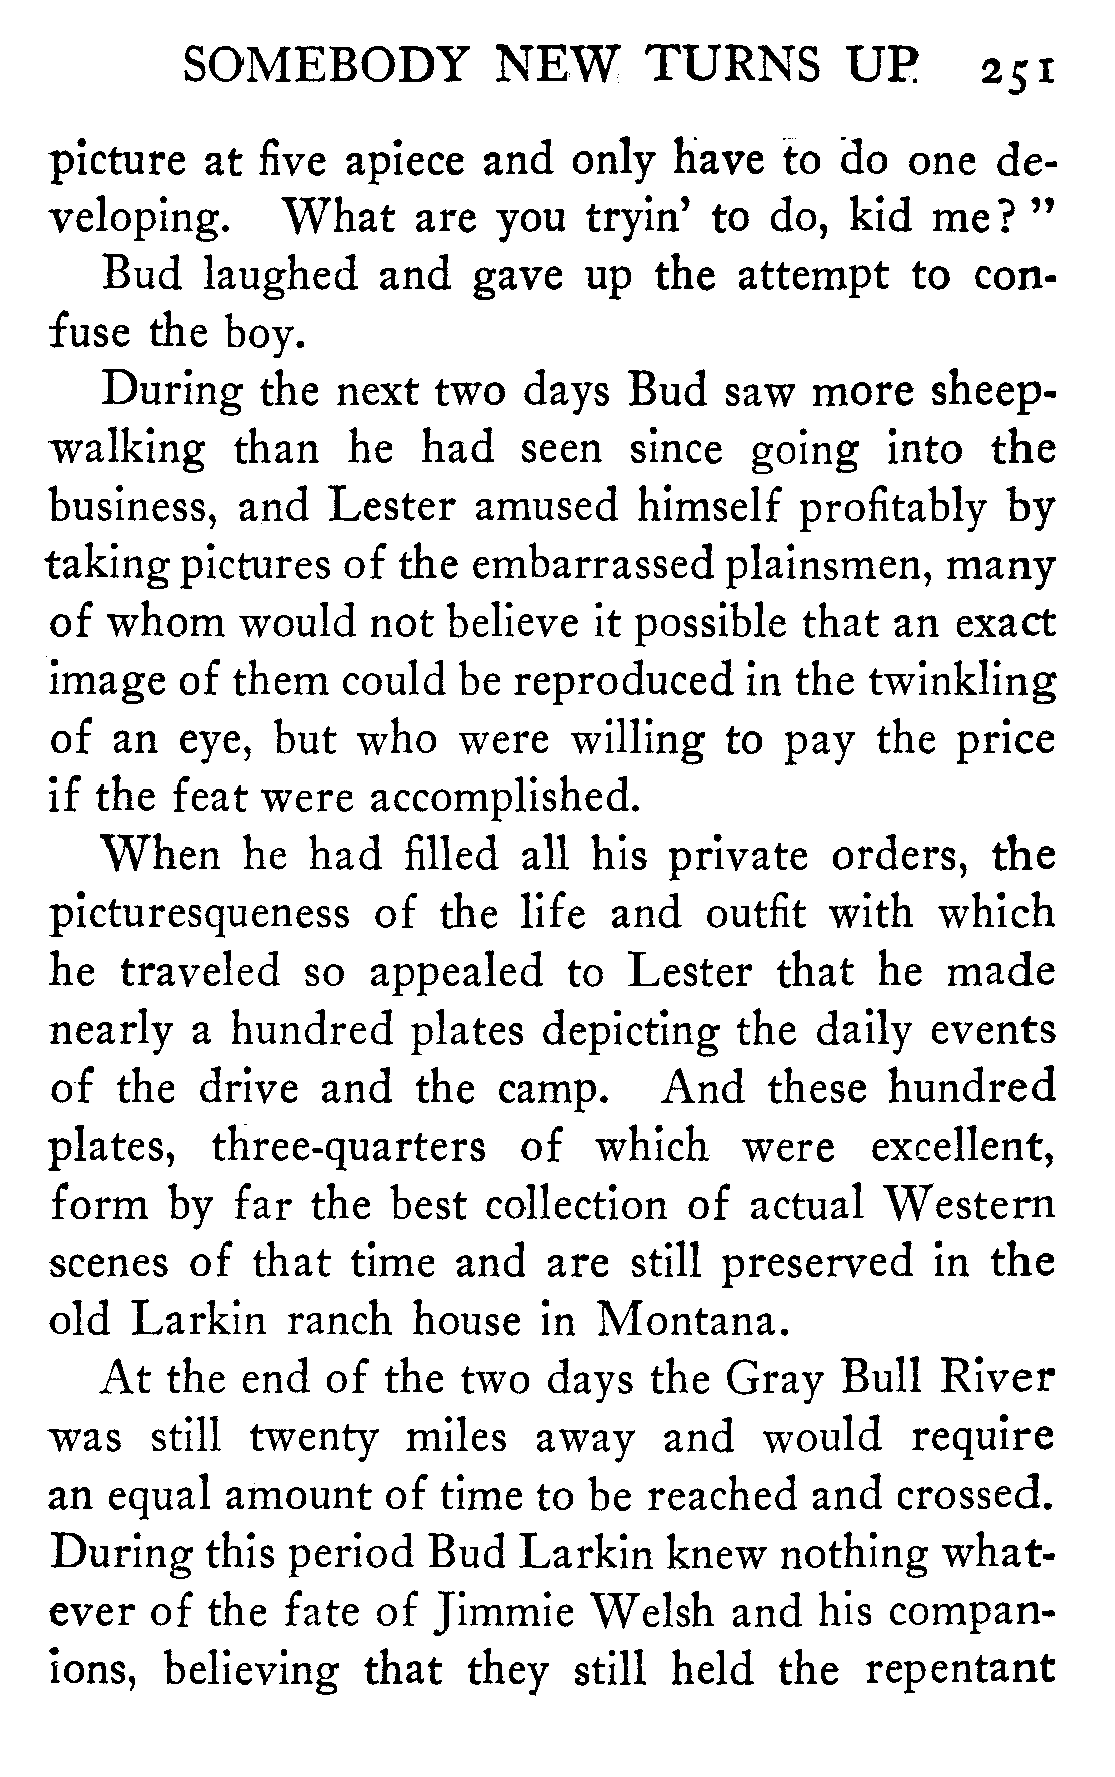 SOMEBODY NEW TURNS UP. 251
picture at five apiece and only have to do one de-
veloping. What are you tryin' to do, kid me? "
Bud laughed and gave up the attempt to con-
fuse the boy.
During the next two days Bud saw more sheep-
walking than he had seen since going into the
business, and Lester amused himself profitably by
taking pictures of the embarrassed plainsmen, many
of whom would not believe it possible that an exact
image of them could be reproduced in the twinkling
of an eye, but who were willing to pay the price
if the feat were accomplished.
When he had filled all his private orders, the
picturesqueness of the life and outfit with which
he traveled so appealed to Lester that he made
nearly a hundred plates depicting the daily events
of the drive and the camp. And these hundred
plates, three-quarters of which were excellent,
form by far the best collection of actual Western
scenes of that time and are still preserved in the
old Larkin ranch house in Montana.
At the end of the two days the Gray Bull River
was still twenty miles away and would require
an equal amount of time to be reached and crossed.
During this period Bud Larkin knew nothing what-
ever of the fate of Jimmie Welsh and his compan-
ions, believing that they still held the repentant